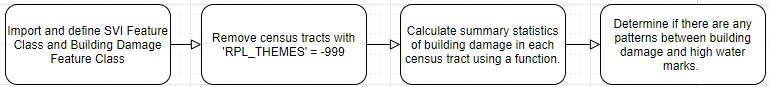 Import and define SVI Feature
Class and Building Damage
Feature Class
Remove census tracts with
'RPL_THEMES' = -999
Calculate summary statistics
of building damage in each
census tract using a function.
Determine if there are any
patterns between building
damage and high water
marks.